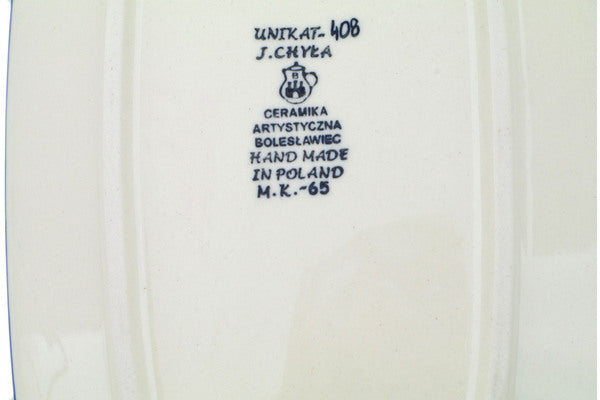 UNIKAT-408
J. CHYŁA
B
CERAMIKA
ARTYSTYCZNA
BOLESŁAWIEC
HAND MADE
IN POLAND
M.K.-65